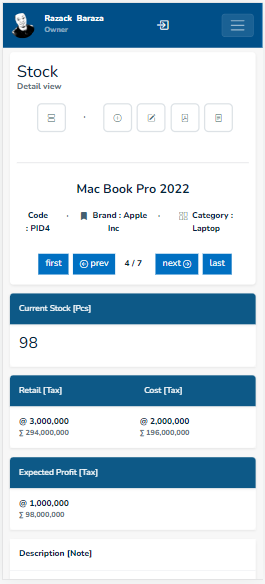 Razack Baraza
Owner
Stock
Detail view
Mac Book Pro 2022
Code : PID4
Brand : Apple Inc
Category : Laptop
first
prev
4 / 7
next
last
Current Stock [Pcs]
98
Retail [Tax] Cost [Tax]
@ 3,000,000 @ 2,000,000
∑ 294,000,000 ∑ 196,000,000
Expected Profit [Tax]
@ 1,000,000
∑ 98,000,000
Description [Note]